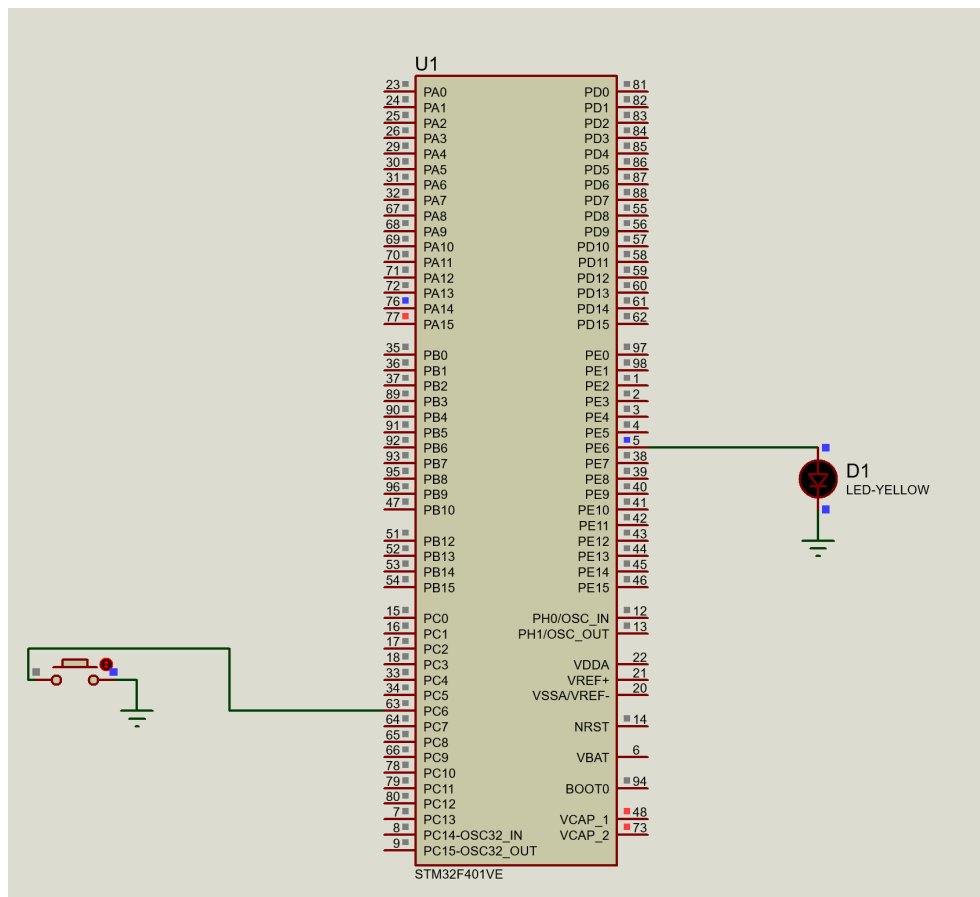 U1
23 PA0
24 PA1
25 PA2
26 PA3
29 PA4
30 PA5
31 PA6
32 PA7
67 PA8
68 PA9
69 PA10
70 PA11
71 PA12
72 PA13
76 PA14
77 PA15
35 PB0
36 PB1
37 PB2
89 PB3
90 PB4
91 PB5
92 PB6
93 PB7
95 PB8
96 PB9
47 PB10
51 PB12
52 PB13
53 PB14
54 PB15
15 PC0
16 PC1
17 PC2
18 PC3
33 PC4
34 PC5
63 PC6
64 PC7
65 PC8
66 PC9
78 PC10
79 PC11
80 PC12
7 PC13
8 PC14-OSC32_IN
9 PC15-OSC32_OUT
PD0 81
PD1 82
PD2 83
PD3 84
PD4 85
PD5 86
PD6 87
PD7 88
PD8 55
PD9 56
PD10 57
PD11 58
PD12 59
PD13 60
PD14 61
PD15 62
PE0 97
PE1 98
PE2 1
PE3 2
PE4 3
PE5 4
PE6 5
PE7 38
PE8 39
PE9 40
PE10 41
PE11 42
PE12 43
PE13 44
PE14 45
PE15 46
PH0/OSC_IN 12
PH1/OSC_OUT 13
VDDA 22
VREF+ 21
VSSA/VREF- 20
NRST 14
VBAT 6
BOOT0 94
VCAP_1 48
VCAP_2 73
STM32F401VE
D1
LED-YELLOW